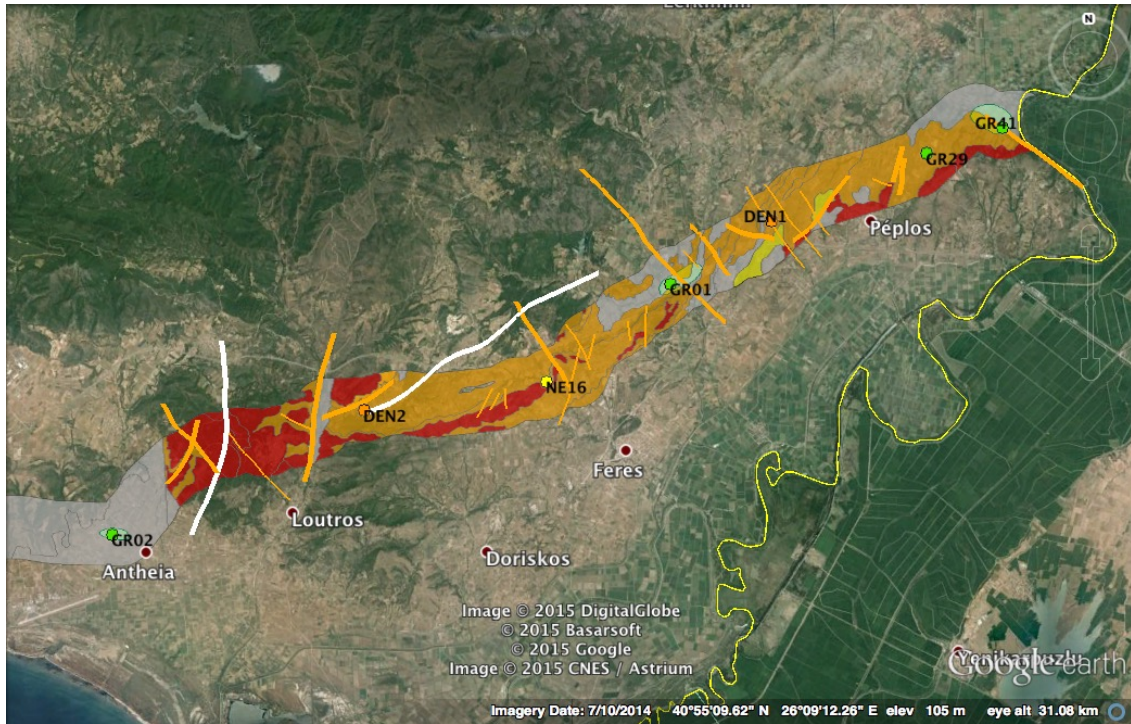 N
GR41
GR29
DEN1
Péplos
GR01
NE16
DEN2
Feres
Loutros
GR02
Antheia
Doriskos
Image © 2015 DigitalGlobe
© 2015 Basarsoft
© 2015 Google
Image © 2015 CNES / Astrium
Yenikarpuzlu
Google earth
Imagery Date: 7/10/2014 40°55'09.62" N 26°09'12.26" E elev 105 m eye alt 31.08 km